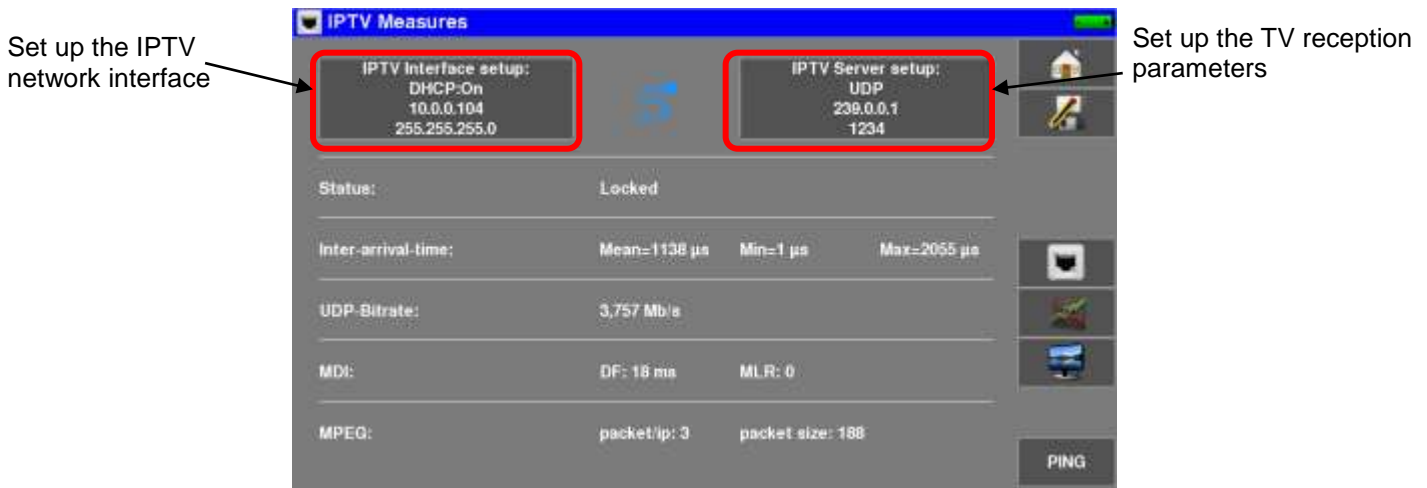 IPTV Measures
Set up the IPTV
network interface
IPTV Interface setup:
DHCP:On
10.0.0.104
255.255.255.0
IPTV Server setup:
UDP
239.0.0.1
1234
Set up the TV reception
parameters
Status: Locked
Inter-arrival-time: Mean=1138 µs Min=1 µs Max=2055 µs
UDP-Bitrate: 3,757 Mb/s
MDI: DF: 18 ms MLR: 0
MPEG: packet/ip: 3 packet size: 188
PING